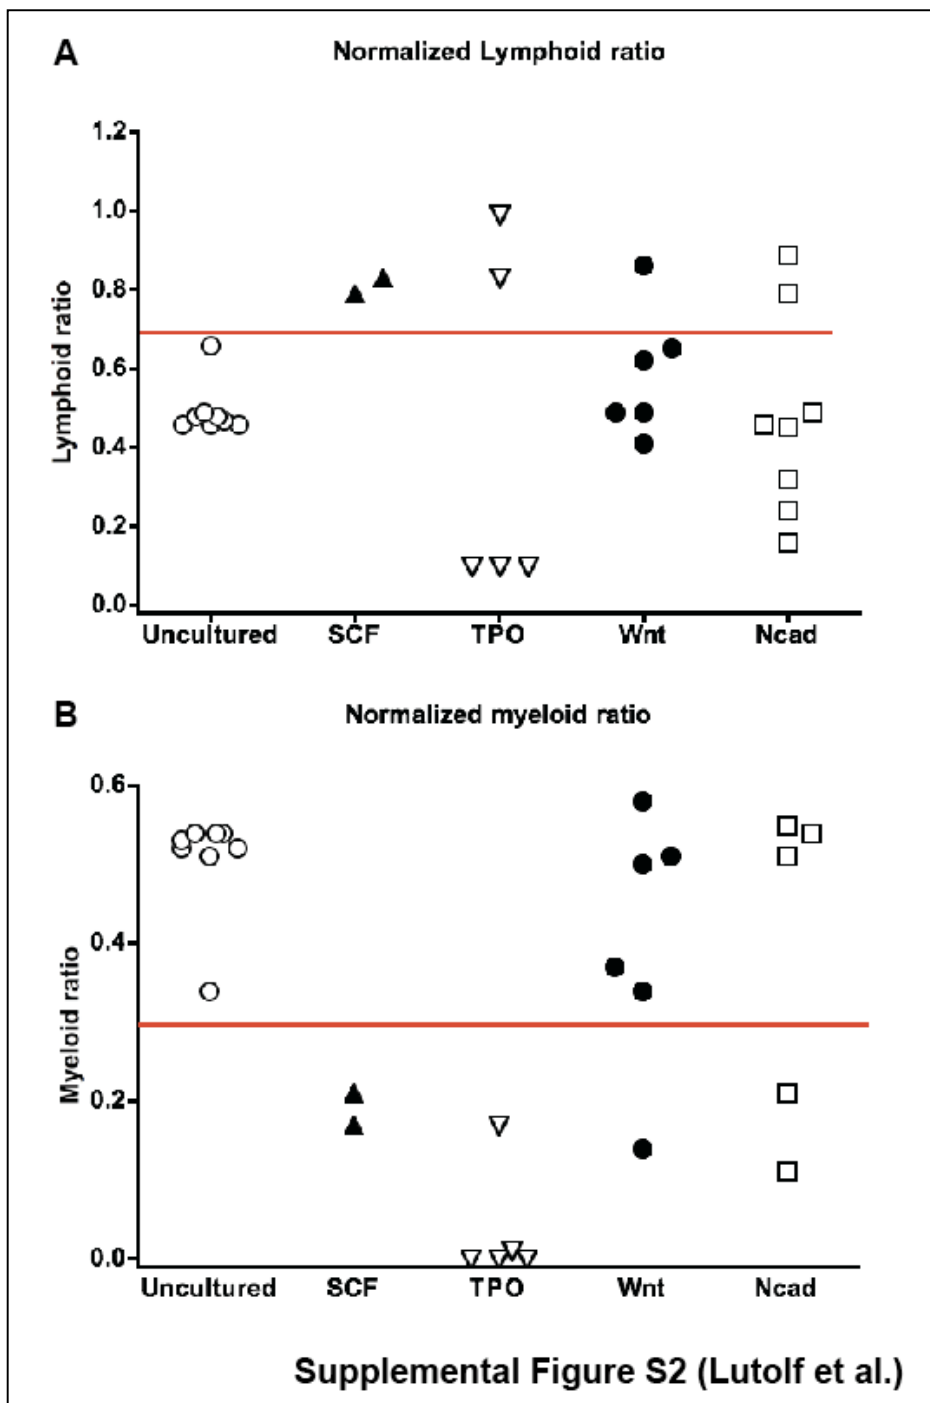 A
Normalized Lymphoid ratio
1.2
1.0
0.8
0.6
0.4
0.2
0.0
Lymphoid ratio
Uncultured SCF TPO Wnt Ncad
B
Normalized myeloid ratio
0.6
0.4
0.2
0.0
Myeloid ratio
Uncultured SCF TPO Wnt Ncad
Supplemental Figure S2 (Lutolf et al.)